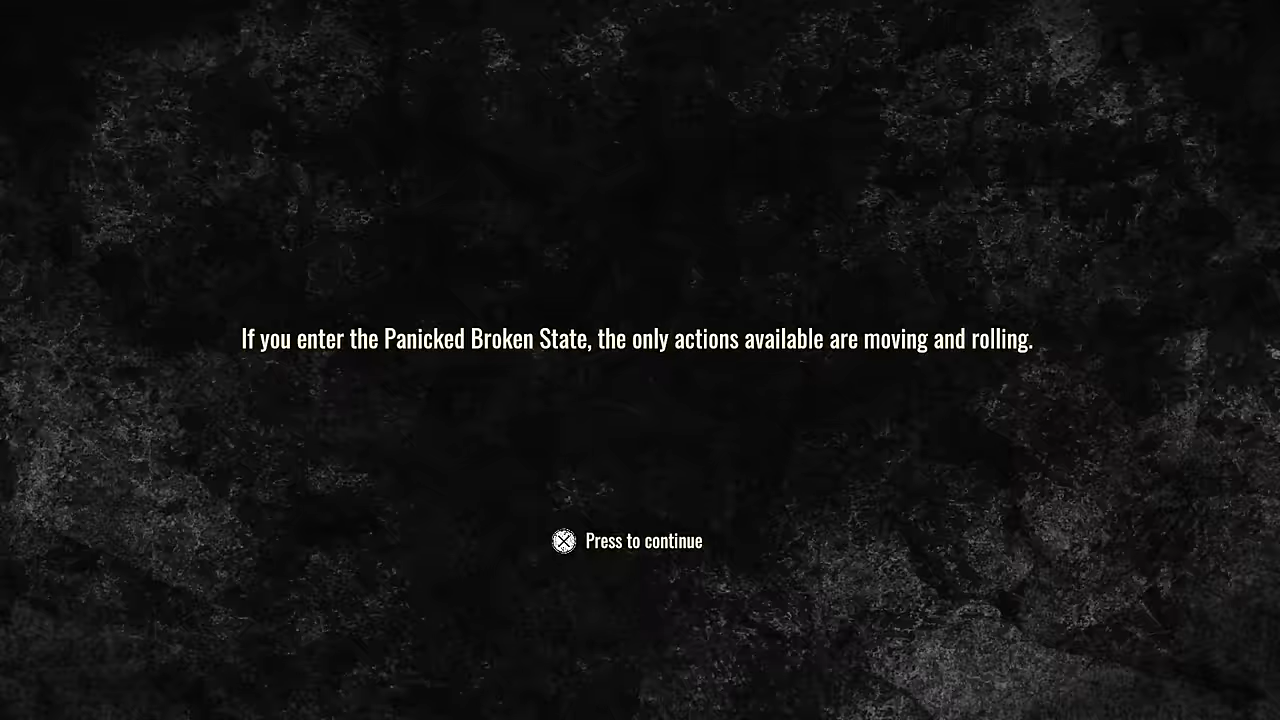 If you enter the Panicked Broken State, the only actions available are moving and rolling.
Press to continue